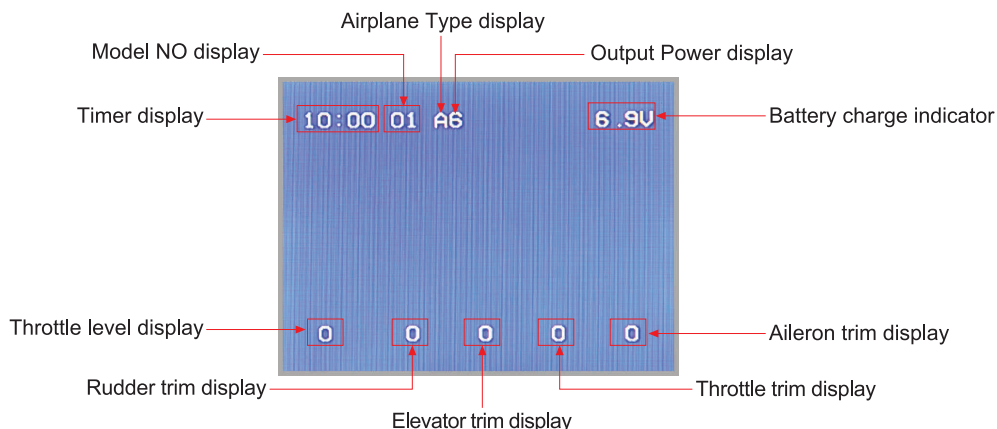 Airplane Type display
Model NO display
Output Power display
Timer display
10:00 01 A6
6.9V
Battery charge indicator
Throttle level display
0 0 0 0 0
Aileron trim display
Rudder trim display
Throttle trim display
Elevator trim display